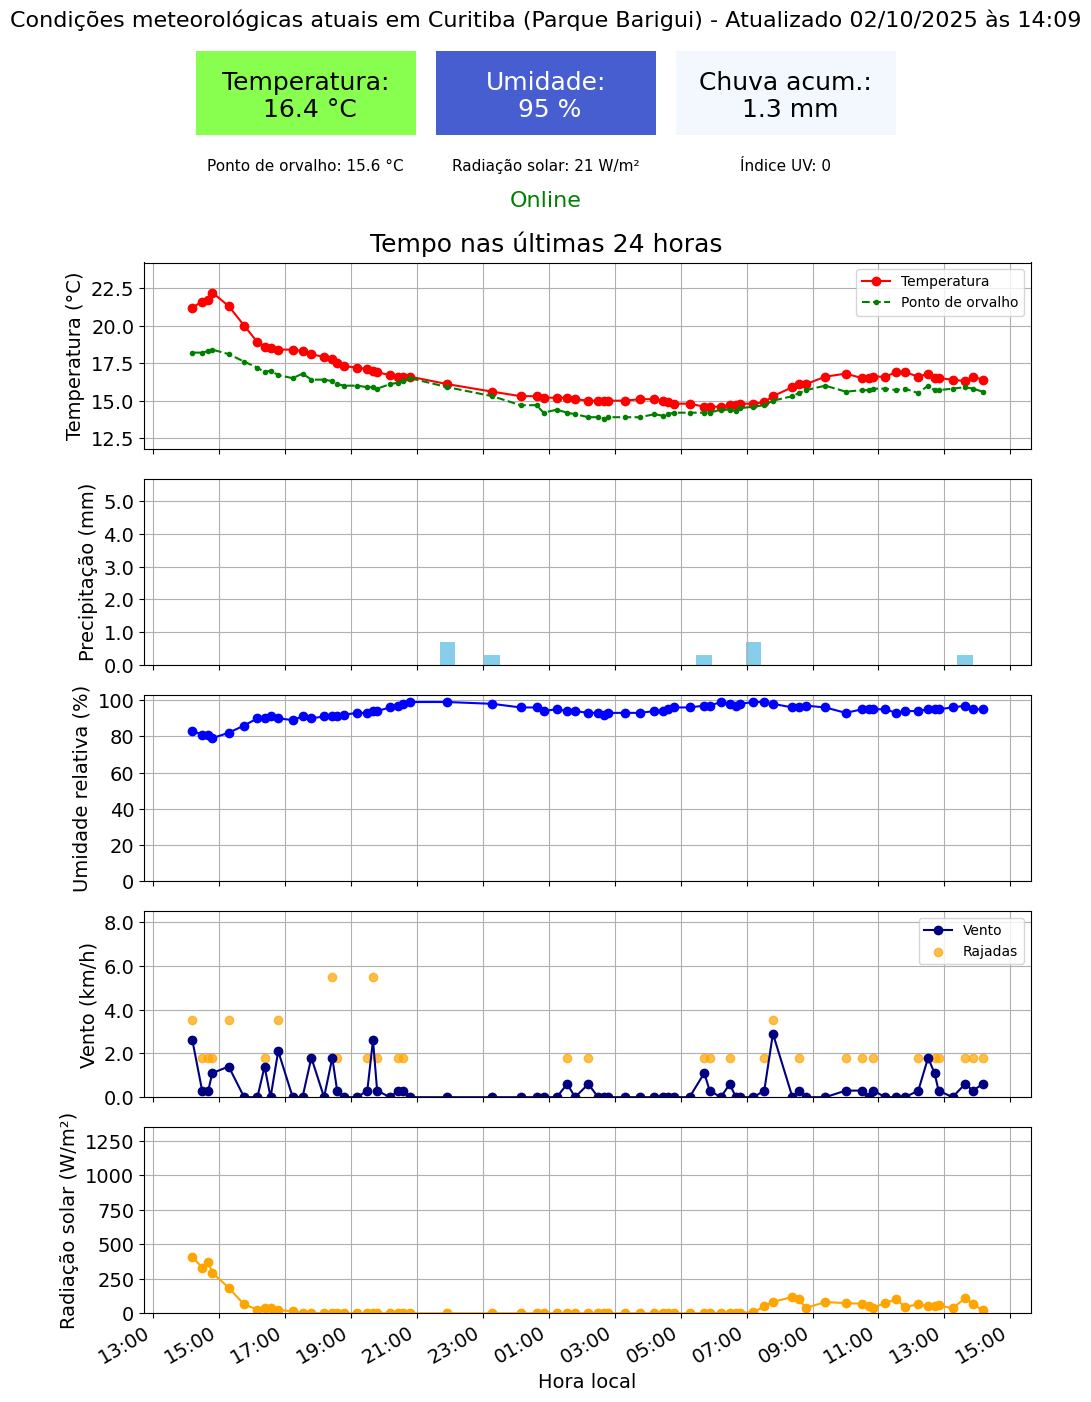 Condições meteorológicas atuais em Curitiba (Parque Barigui) - Atualizado 02/10/2025 às 14:09
Temperatura:
16.4 °C
Umidade:
95 %
Chuva acum.:
1.3 mm
Ponto de orvalho: 15.6 °C
Radiação solar: 21 W/m²
Índice UV: 0
Online
Tempo nas últimas 24 horas
Temperatura (°C)
22.5
20.0
17.5
15.0
12.5
Temperatura
Ponto de orvalho
Precipitação (mm)
5.0
4.0
3.0
2.0
1.0
0.0
Umidade relativa (%)
100
80
60
40
20
0
Vento (km/h)
8.0
6.0
4.0
2.0
0.0
Vento
Rajadas
Radiação solar (W/m²)
1250
1000
750
500
250
0
13:00
15:00
17:00
19:00
21:00
23:00
01:00
03:00
05:00
07:00
09:00
11:00
13:00
15:00
Hora local